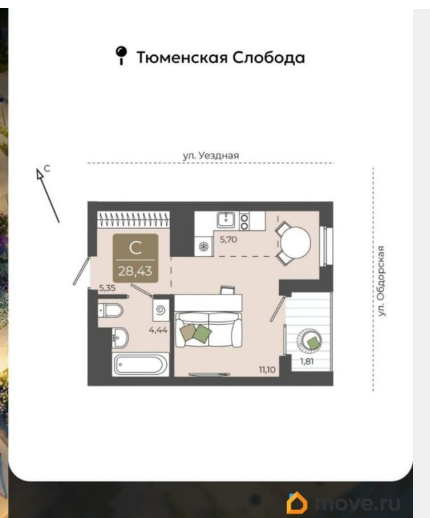 Тюменская Слобода
ул. Уездная
С
5,70
С
28,43
ул. Обдорская
5,35
4,44
1,81
11,10
move.ru